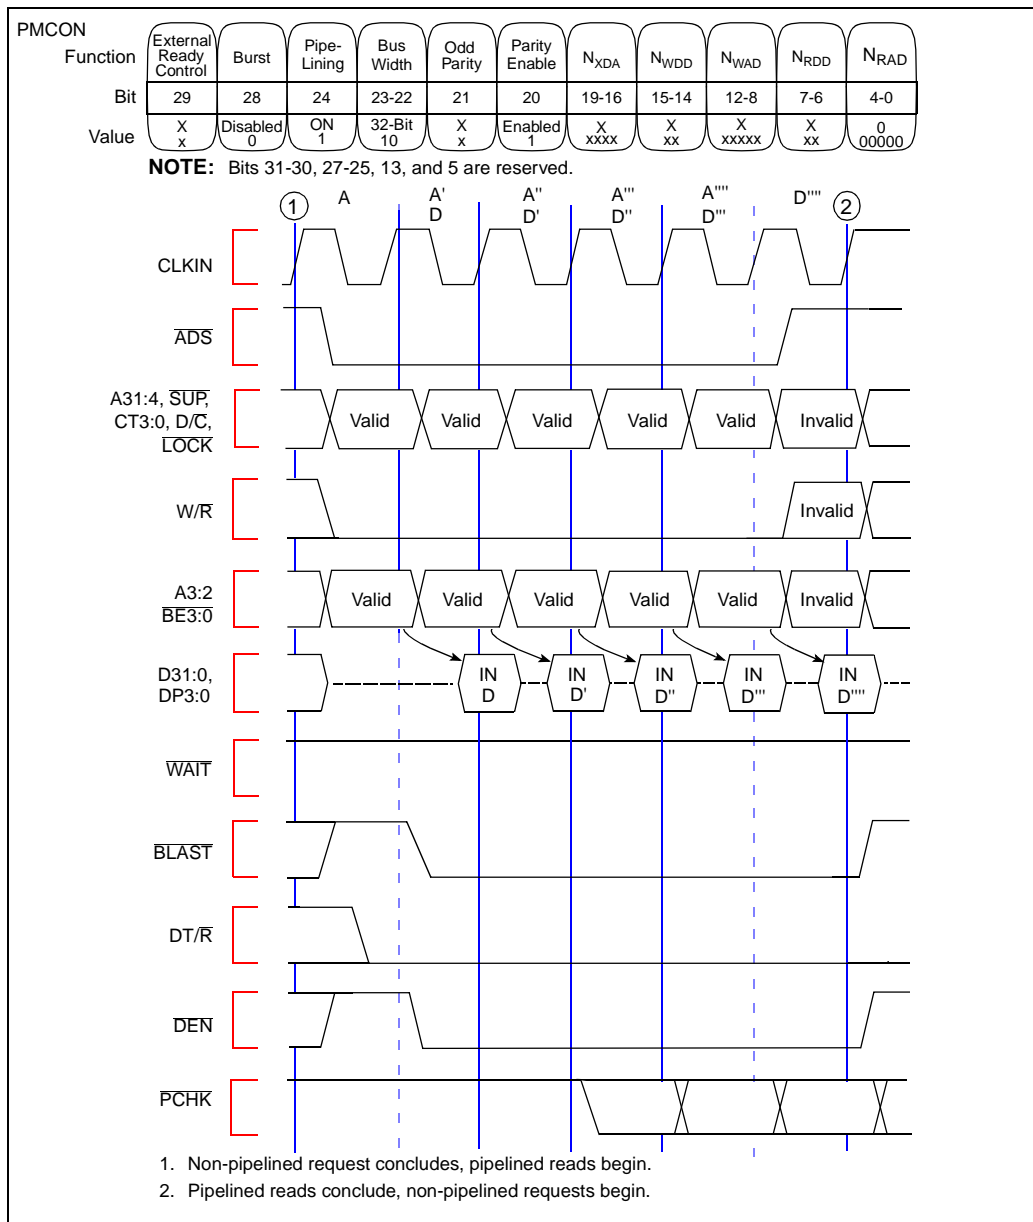 PMCON
Function
External Ready Control
Burst
Pipe-Lining
Bus Width
Odd Parity
Parity Enable
NXDA
NWDD
NWAD
NRDD
NRAD
Bit 29 28 24 23-22 21 20 19-16 15-14 12-8 7-6 4-0
Value
X x
Disabled 0
ON 1
32-Bit 10
X x
Enabled 1
X xxxx
X xx
X xxxxx
X xx
0 00000
NOTE: Bits 31-30, 27-25, 13, and 5 are reserved.
1 A A' A'' A''' A'''' D'''' 2
D D' D'' D'''
CLKIN
ADS
A31:4, SUP,
CT3:0, D/C,
LOCK
Valid Valid Valid Valid Valid Invalid
W/R
Invalid
A3:2
BE3:0
Valid Valid Valid Valid Valid Invalid
D31:0,
DP3:0
IN IN IN IN IN
D D' D'' D''' D''''
WAIT
BLAST
DT/R
DEN
PCHK
1. Non-pipelined request concludes, pipelined reads begin.
2. Pipelined reads conclude, non-pipelined requests begin.